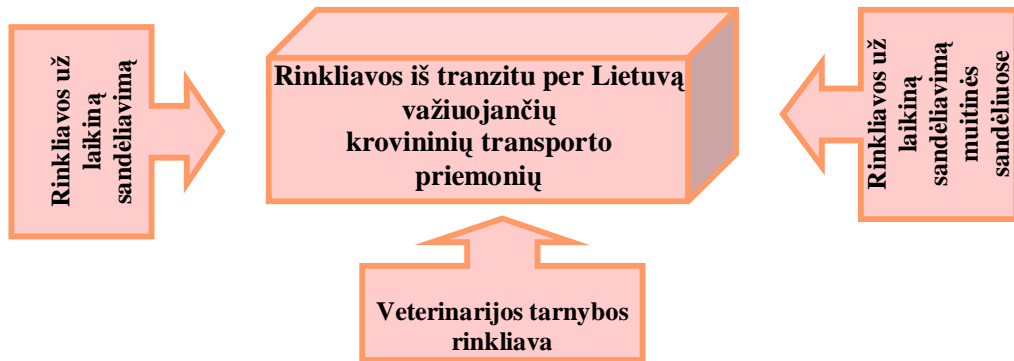 Rinkliavos už
laikiną
sandėliavimą
Rinkliavos iš tranzitu per Lietuvą
važiuojančių
krovininių transporto
priemonių
Rinkliavos už
laikiną
sandėliavimą
muitinės
sandėliuose
Veterinarijos tarnybos
rinkliava